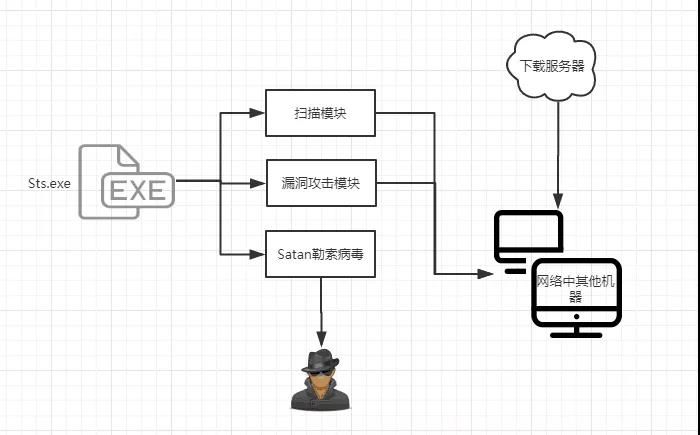 下载服务器
扫描模块
Sts.exe
EXE
漏洞攻击模块
Satan勒索病毒
网络中其他机
器